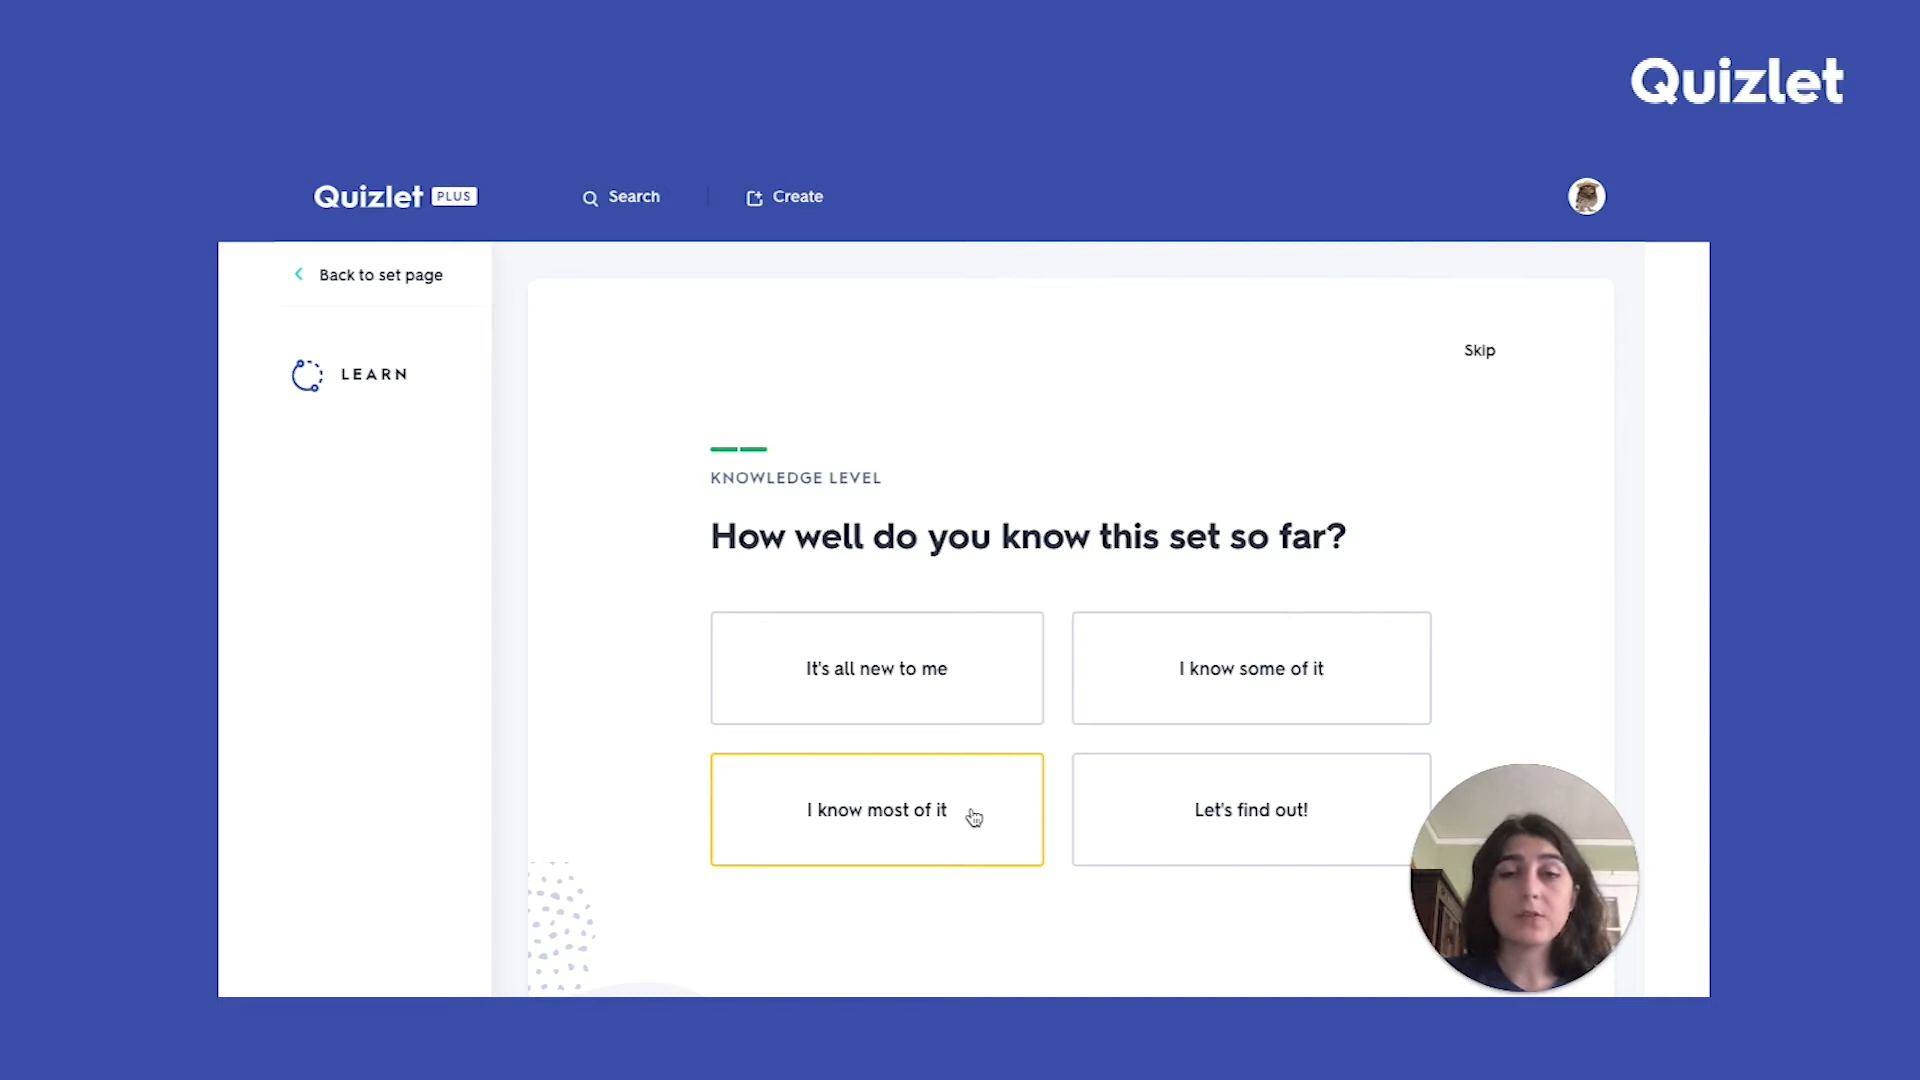 Quizlet
Quizlet PLUS
Search
Create
Back to set page
LEARN
Skip
KNOWLEDGE LEVEL
How well do you know this set so far?
It's all new to me
I know some of it
I know most of it
Let's find out!